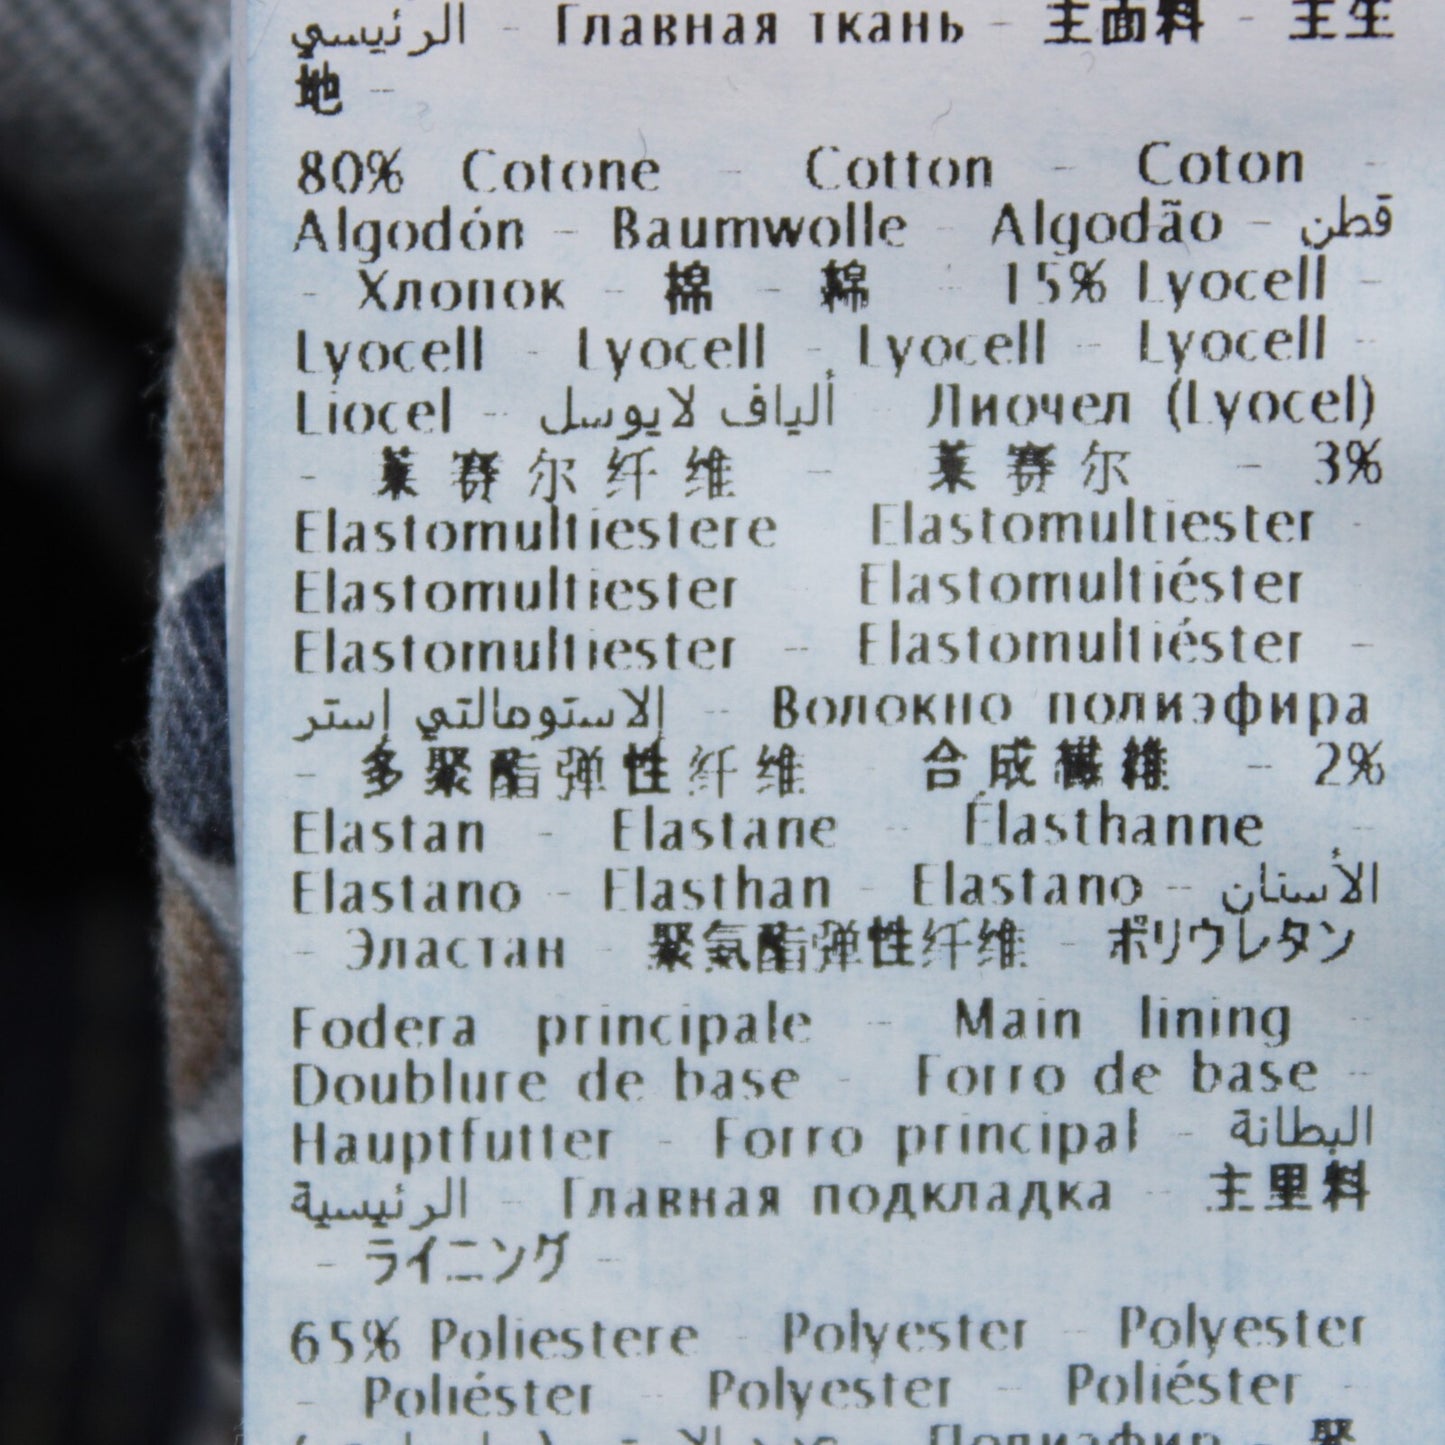 الرئيسي - Главная ткань - 主面料 - 主生
地 -
80% Cotone - Cotton - Coton -
Algodón - Baumwolle - Algodão - قطن
- Хлопок - 棉 - 綿 - 15% Lyocell -
Lyocell - Lyocell - Lyocell - Lyocell -
Liocel - ألياف لايوسل - Лиочел (Lyocel)
- 莱赛尔纤维 - 莱赛尔 - 3%
Elastomultiestere - Elastomultiester -
Elastomultiester - Elastomultiéster -
Elastomultiester - Elastomultiéster -
إلاستومالتي إستر - Волокно полиэфира
- 多聚酯弹性纤维 - 合成繊維 - 2%
Elastan - Elastane - Élasthanne -
Elastano - Elasthan - Elastano - الأستان
- Эластан - 聚氨酯弹性纤维 - ポリウレタン
Fodera principale - Main lining -
Doublure de base - Forro de base -
Hauptfutter - Forro principal - البطانة
الرئيسية - Главная подкладка - 主里料
- ライニング -
65% Poliestere - Polyester - Polyester
- Poliéster - Polyester - Poliéster -
Полиэфир - 聚